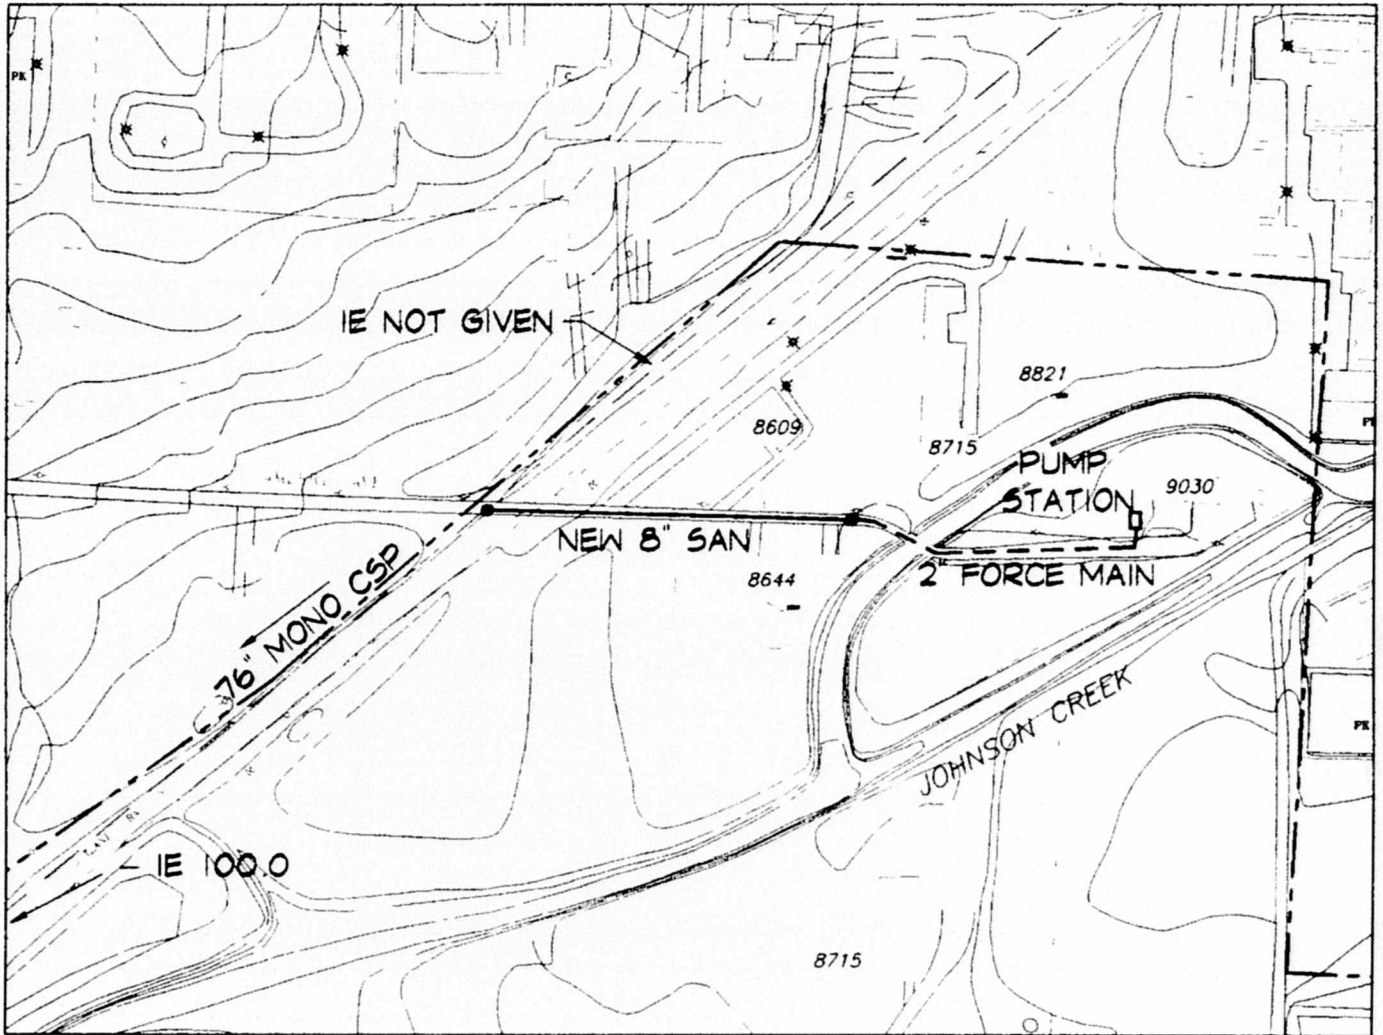 PK
C
C
IE NOT GIVEN
8821
8609
8715
PUMP
STATION
9030
NEW 8" SAN
2" FORCE MAIN
8644
76" MONO CSP
JOHNSON CREEK
PK
IE 100.0
8715